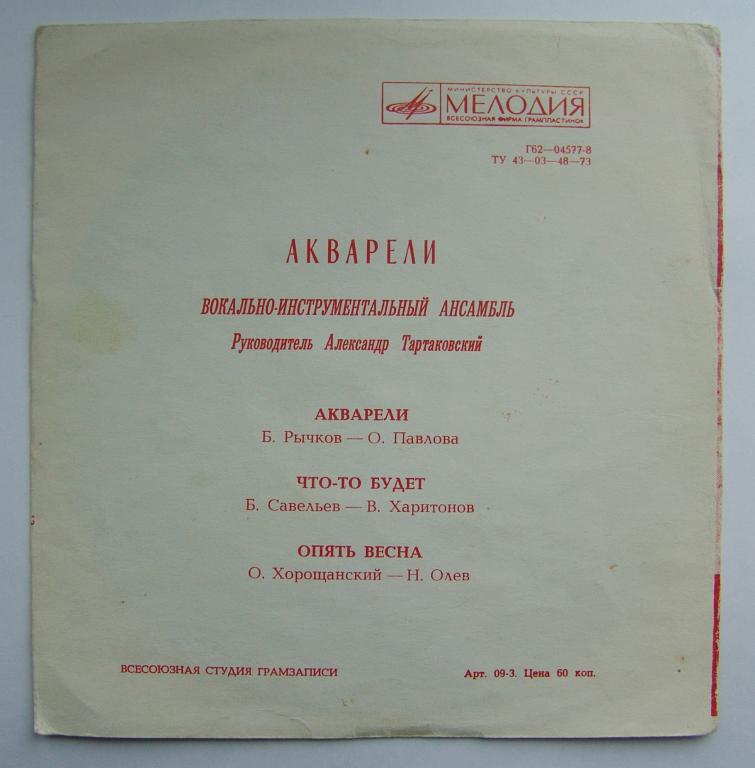 МИНИСТЕРСТВО КУЛЬТУРЫ СССР
МЕЛОДИЯ
ВСЕСОЮЗНАЯ ФИРМА ГРАМПЛАСТИНОК
Г62—04577-8
ТУ 43—03—48—73
АКВАРЕЛИ
ВОКАЛЬНО-ИНСТРУМЕНТАЛЬНЫЙ АНСАМБЛЬ
Руководитель Александр Тартаковский
АКВАРЕЛИ
Б. Рычков — О. Павлова
ЧТО-ТО БУДЕТ
Б. Савельев — В. Харитонов
ОПЯТЬ ВЕСНА
О. Хорощанский — Н. Олев
ВСЕСОЮЗНАЯ СТУДИЯ ГРАМЗАПИСИ
Арт. 09-3. Цена 60 коп.